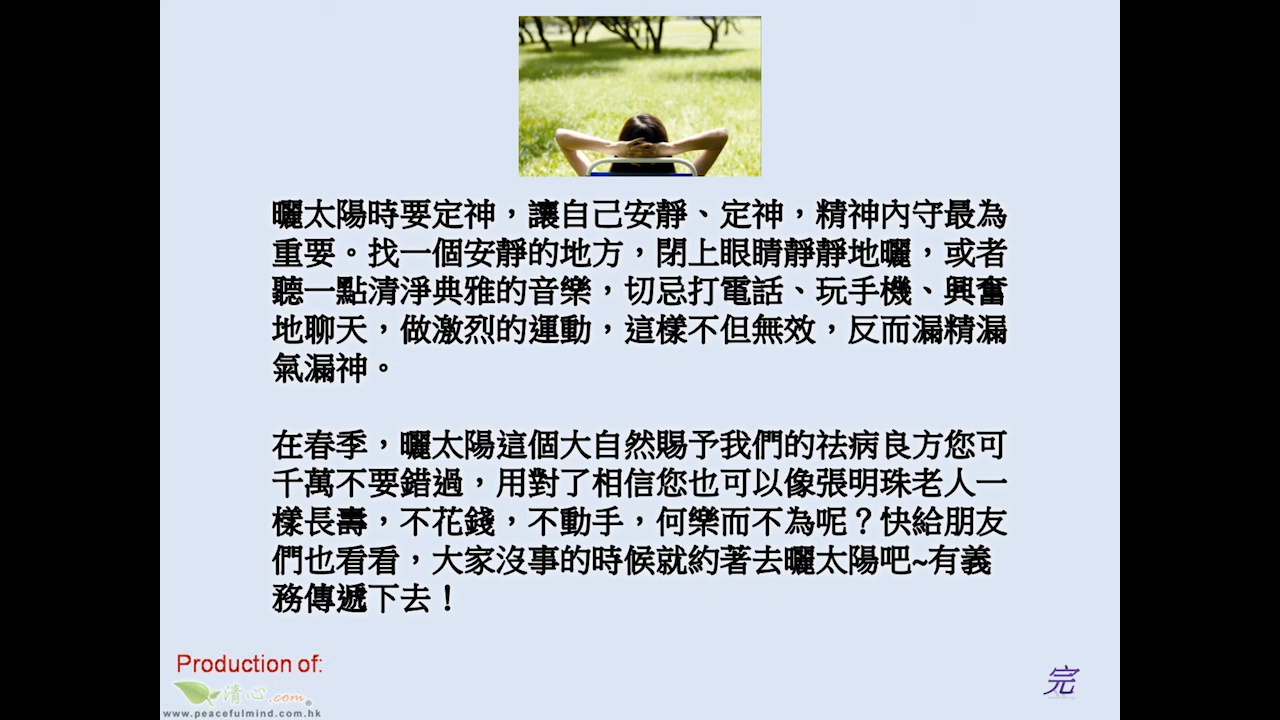 曬太陽時要定神，讓自己安靜、定神，精神內守最為
重要。找一個安靜的地方，閉上眼睛靜靜地曬，或者
聽一點清淨典雅的音樂，切忌打電話、玩手機、興奮
地聊天，做激烈的運動，這樣不但無效，反而漏精漏
氣漏神。
在春季，曬太陽這個大自然賜予我們的祛病良方您可
千萬不要錯過，用對了相信您也可以像張明珠老人一
樣長壽，不花錢，不動手，何樂而不為呢？快給朋友
們也看看，大家沒事的時候就約著去曬太陽吧~有義
務傳遞下去！
Production of:
清心.com®
www.peacefulmind.com.hk
完